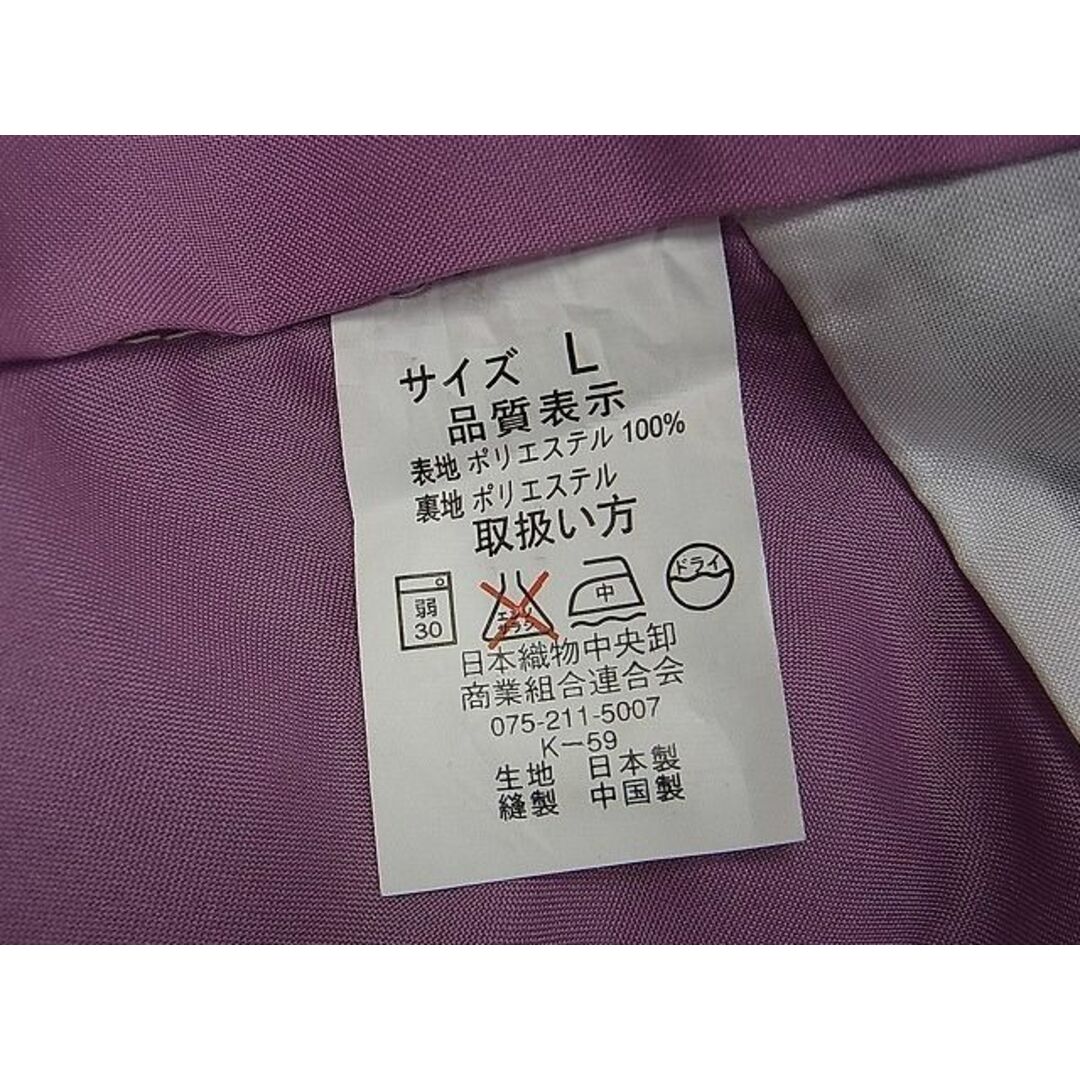 サイズ L
品質表示
表地 ポリエステル 100%
裏地 ポリエステル
取扱い方
弱
30
中
ドライ
日本織物中央卸
商業組合連合会
075-211-5007
K－59
生地 日本製
縫製 中国製